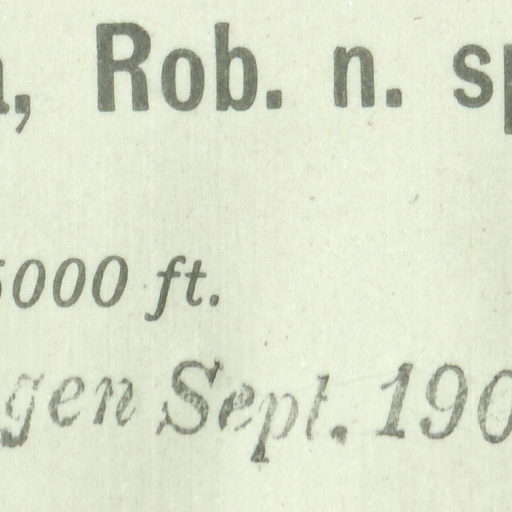 a, Rob. n. sp
5000 ft.
gen Sept. 190